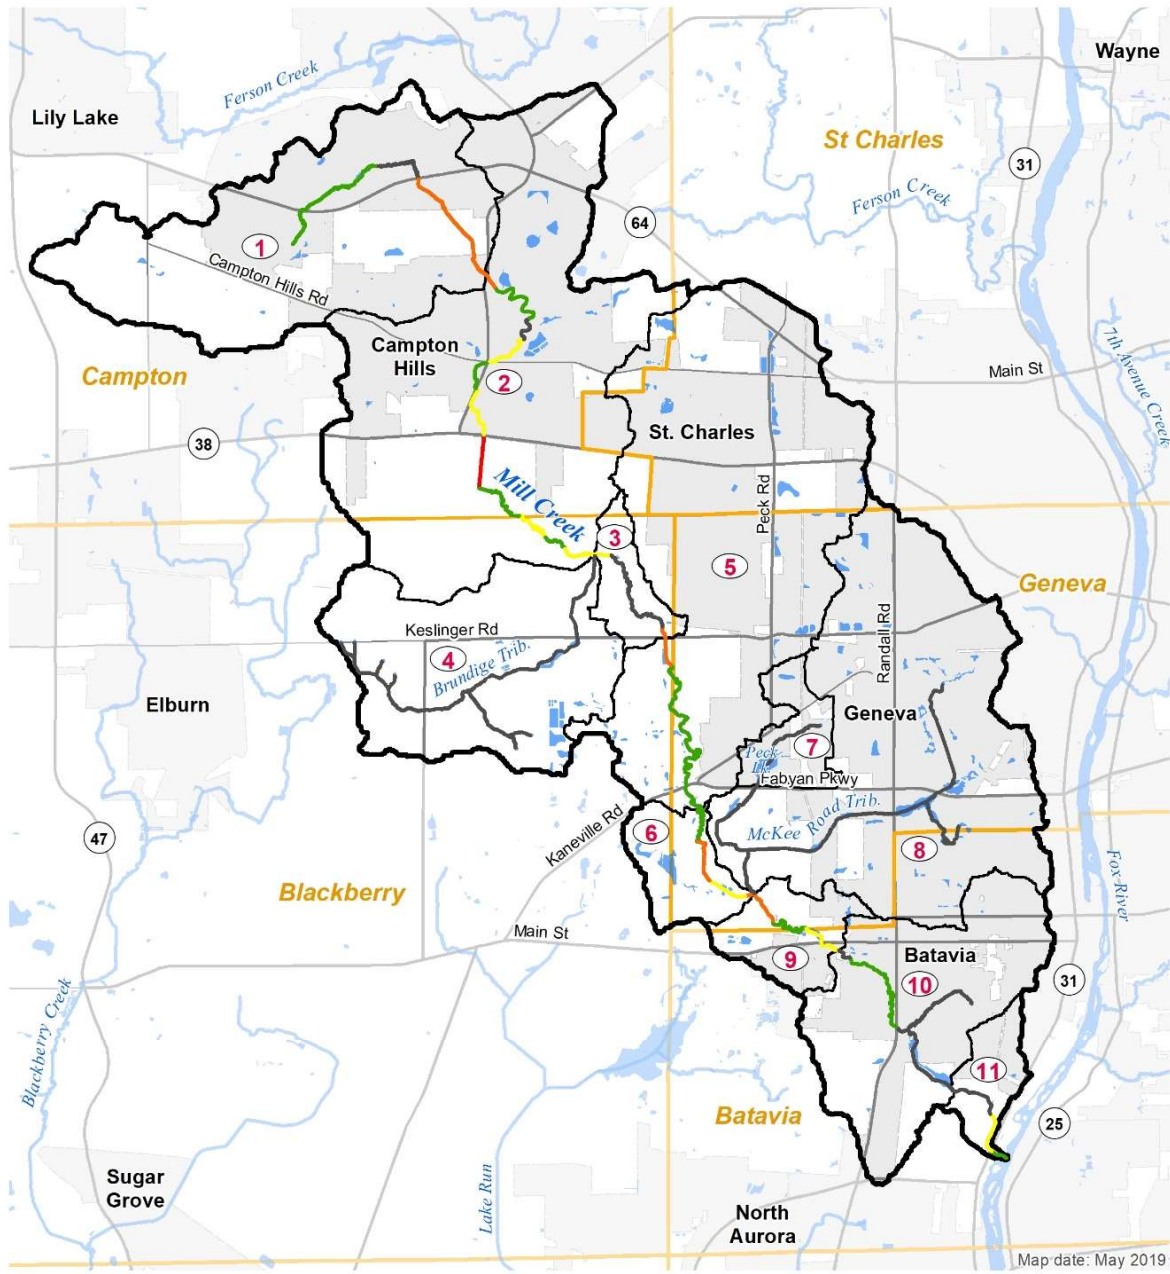 Wayne
Ferson Creek
Lily Lake
St Charles
31
Ferson Creek
64
1
Campton Hills Rd
7th Avenue Creek
Campton
Hills
Main St
Campton
2
St. Charles
38
Mill Creek
Peck Rd
3
5
Geneva
Randall Rd
Keslinger Rd
4
Brundige Trib.
Elburn
Geneva
7
Peck
Lk.
Fabyan Pkwy
Kaneville Rd
6
McKee Road Trib.
47
8
Fox River
Blackberry
Main St
9
Batavia
10
31
Blackberry Creek
11
Batavia
25
Sugar
Grove
Lake Run
North
Aurora
Map date: May 2019